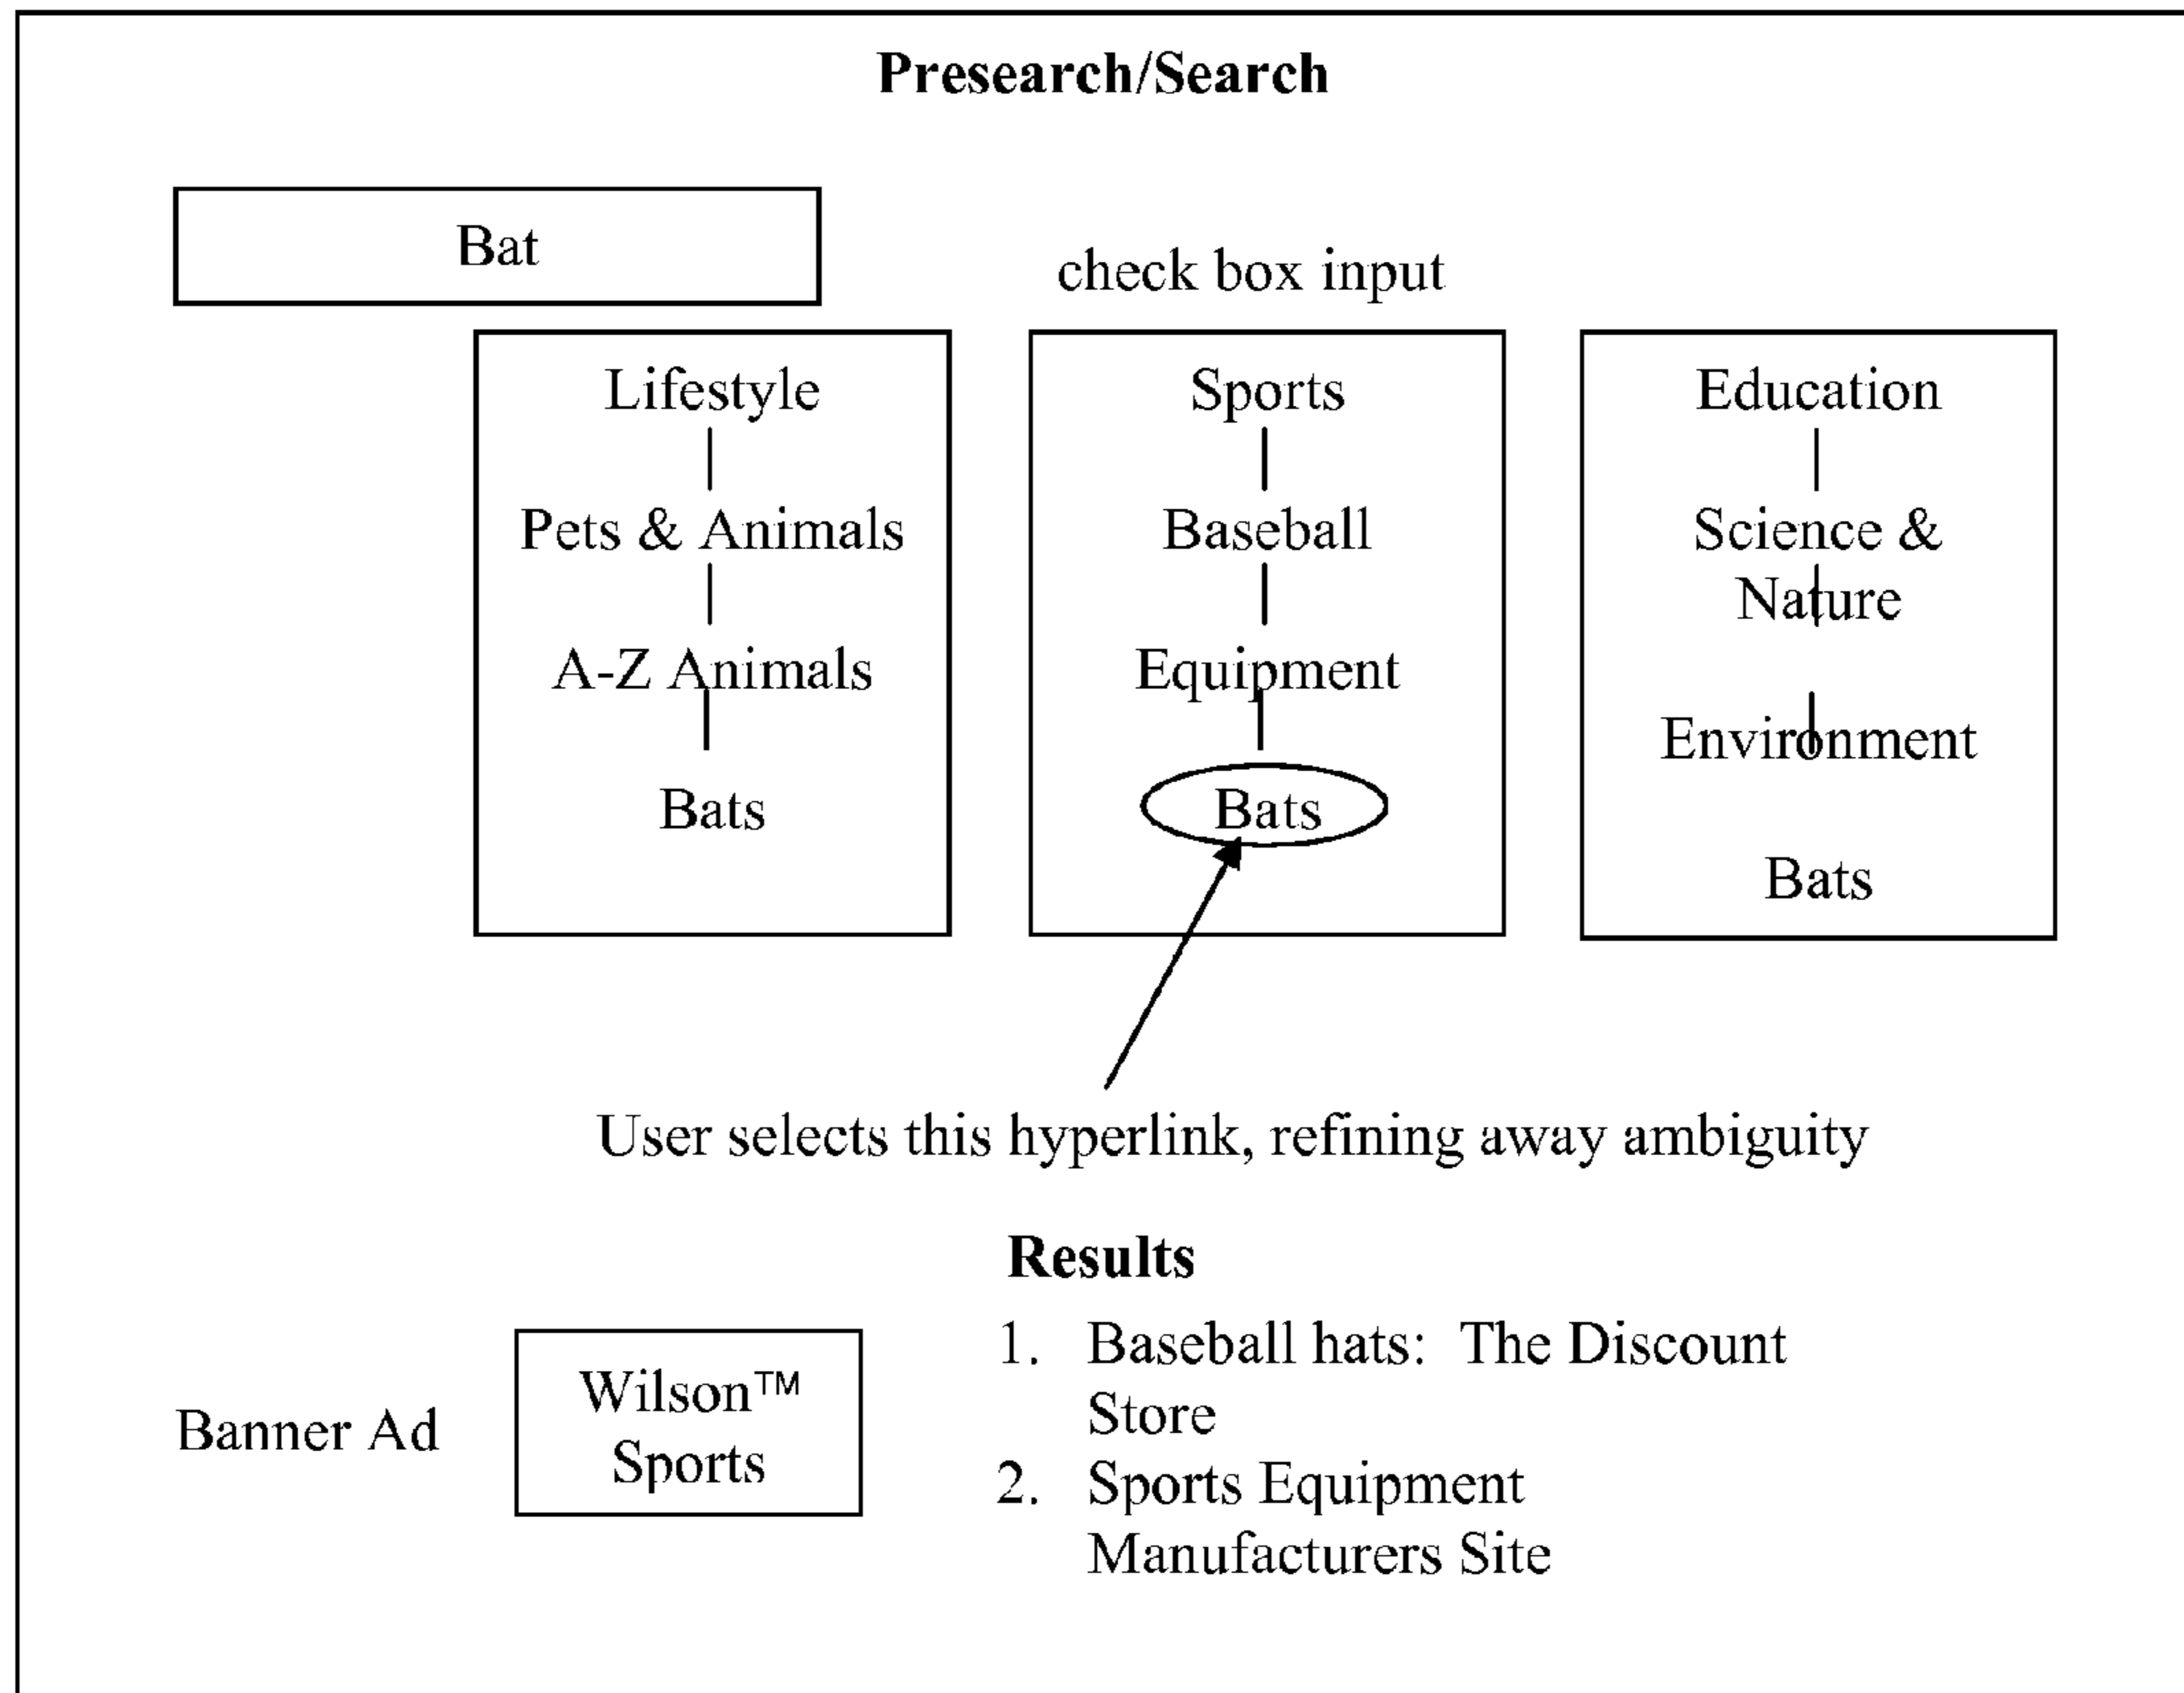 Presearch/Search
Bat
check box input
Lifestyle
Pets & Animals
A-Z Animals
Bats
Sports
Baseball
Equipment
Bats
Education
Science &
Nature
Environment
Bats
User selects this hyperlink, refining away ambiguity
Results
1. Baseball hats: The Discount
Store
2. Sports Equipment
Manufacturers Site
Banner Ad
Wilson™
Sports